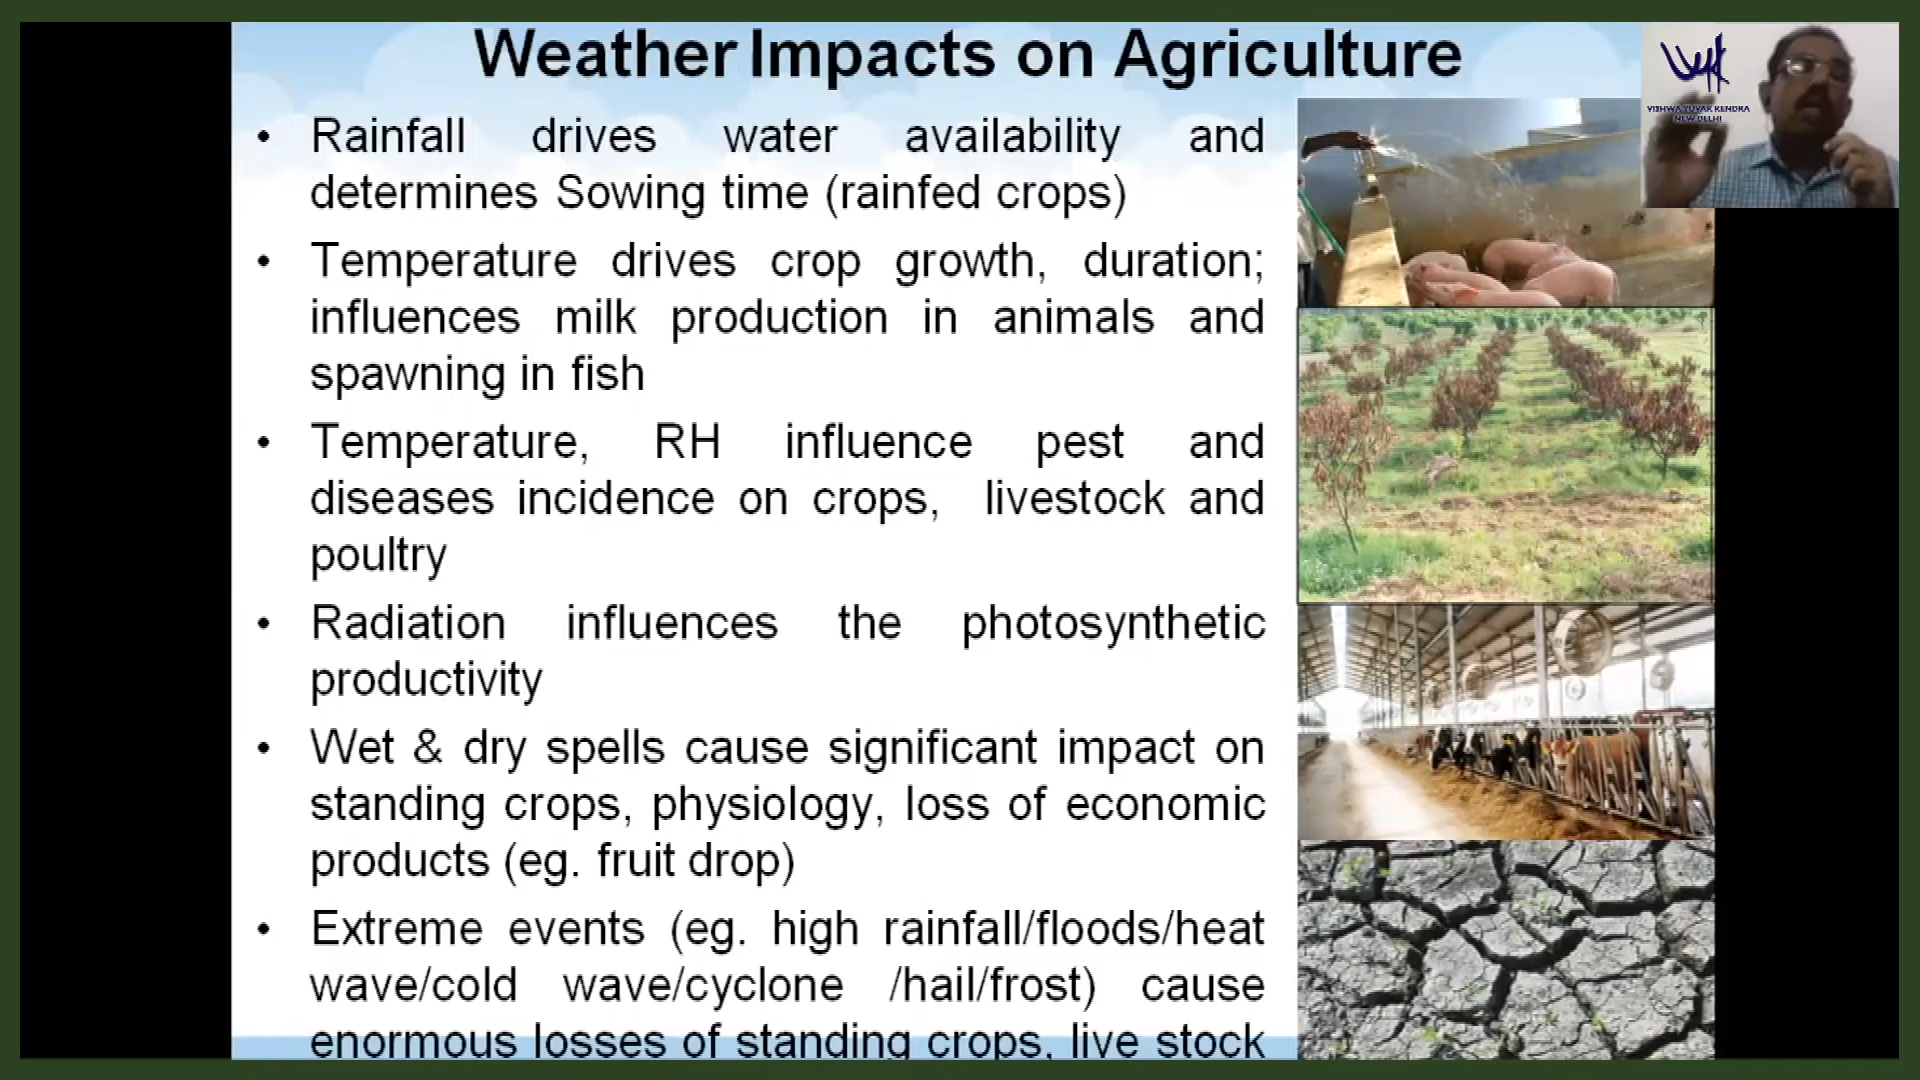 Weather Impacts on Agriculture
VISHWA YUVAK KENDRA
NEW DELHI
• Rainfall drives water availability and
determines Sowing time (rainfed crops)
• Temperature drives crop growth, duration;
influences milk production in animals and
spawning in fish
• Temperature, RH influence pest and
diseases incidence on crops, livestock and
poultry
• Radiation influences the photosynthetic
productivity
• Wet & dry spells cause significant impact on
standing crops, physiology, loss of economic
products (eg. fruit drop)
• Extreme events (eg. high rainfall/floods/heat
wave/cold wave/cyclone /hail/frost) cause
enormous losses of standing crops, live stock